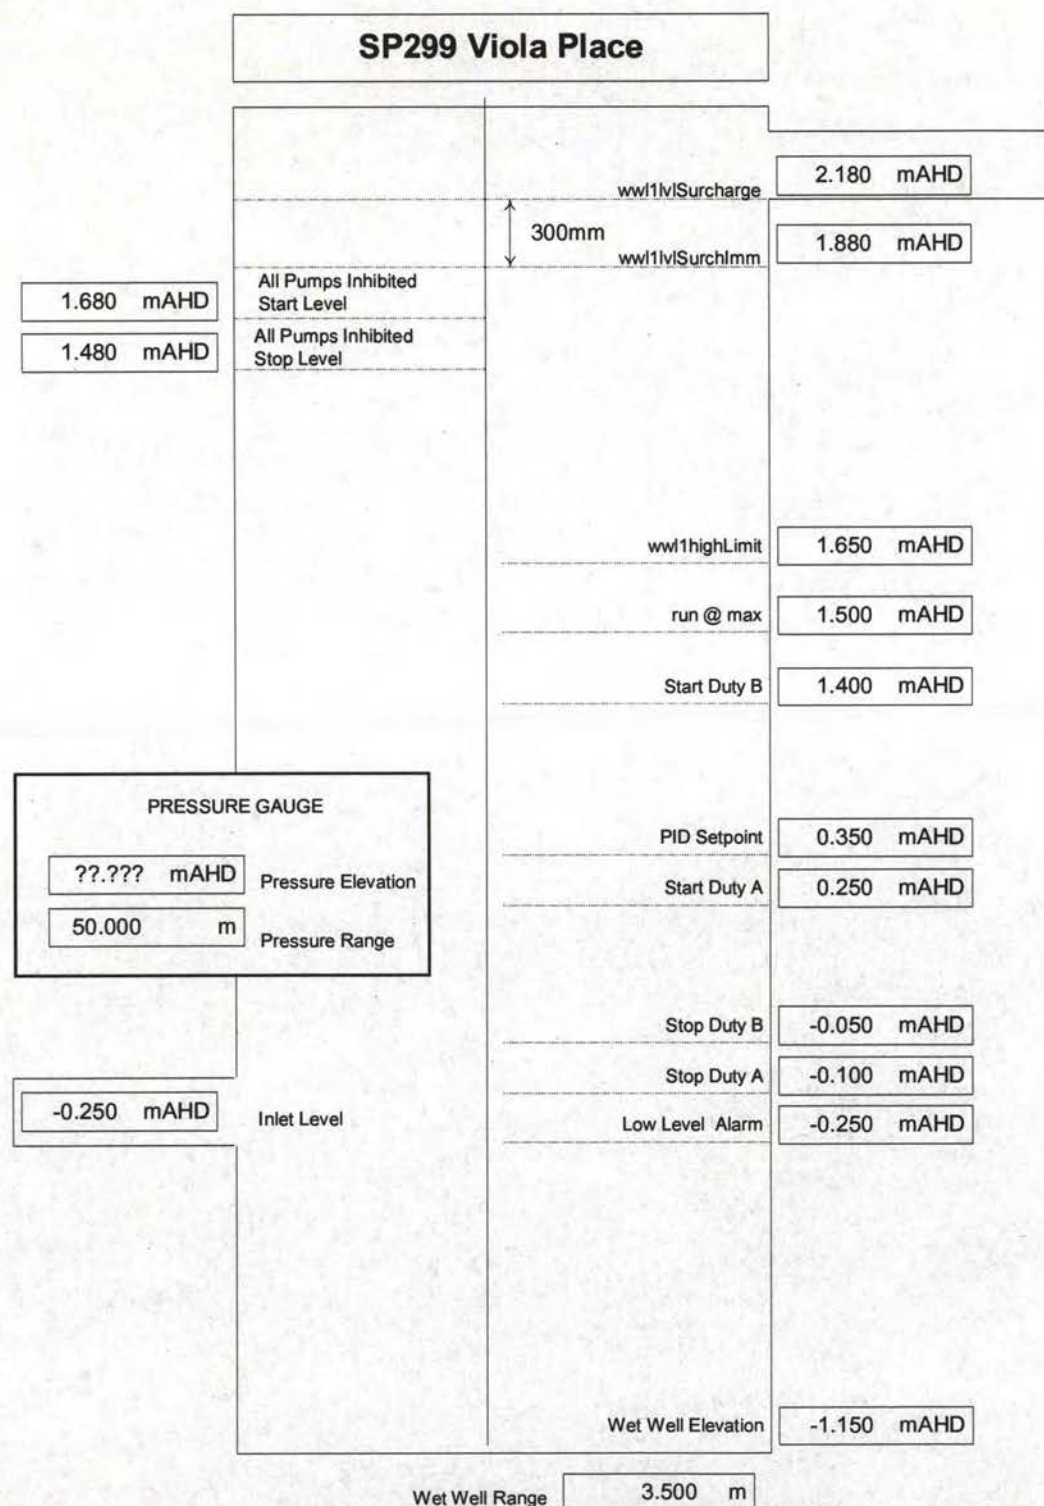 SP299 Viola Place
wwl1lvlSurcharge 2.180 mAHD
300mm
wwl1lvlSurchImm 1.880 mAHD
1.680 mAHD All Pumps Inhibited
Start Level
1.480 mAHD All Pumps Inhibited
Stop Level
wwl1highLimit 1.650 mAHD
run @ max 1.500 mAHD
Start Duty B 1.400 mAHD
PRESSURE GAUGE
??.??? mAHD Pressure Elevation
50.000 m Pressure Range
PID Setpoint 0.350 mAHD
Start Duty A 0.250 mAHD
Stop Duty B -0.050 mAHD
Stop Duty A -0.100 mAHD
-0.250 mAHD Inlet Level
Low Level Alarm -0.250 mAHD
Wet Well Elevation -1.150 mAHD
Wet Well Range 3.500 m